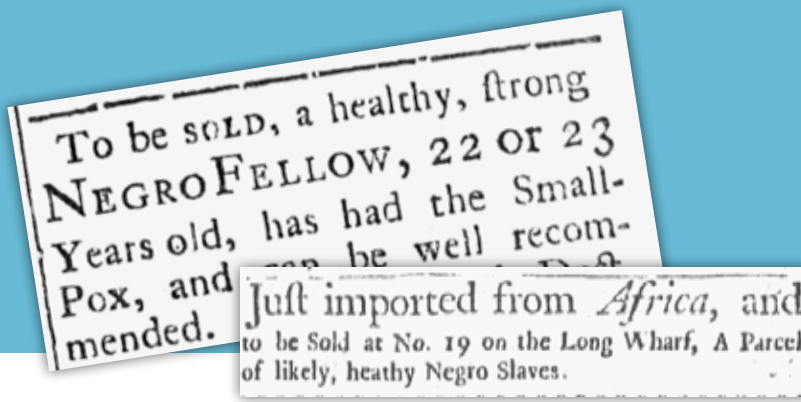 To be SOLD, a healthy, ſtrong
NEGRO FELLOW, 22 or 23
Years old, has had the Small-
Pox, and can be well recom-
mended.
Juſt imported from Africa, and
to be Sold at No. 19 on the Long Wharf, A Parcel
of likely, heathy Negro Slaves.